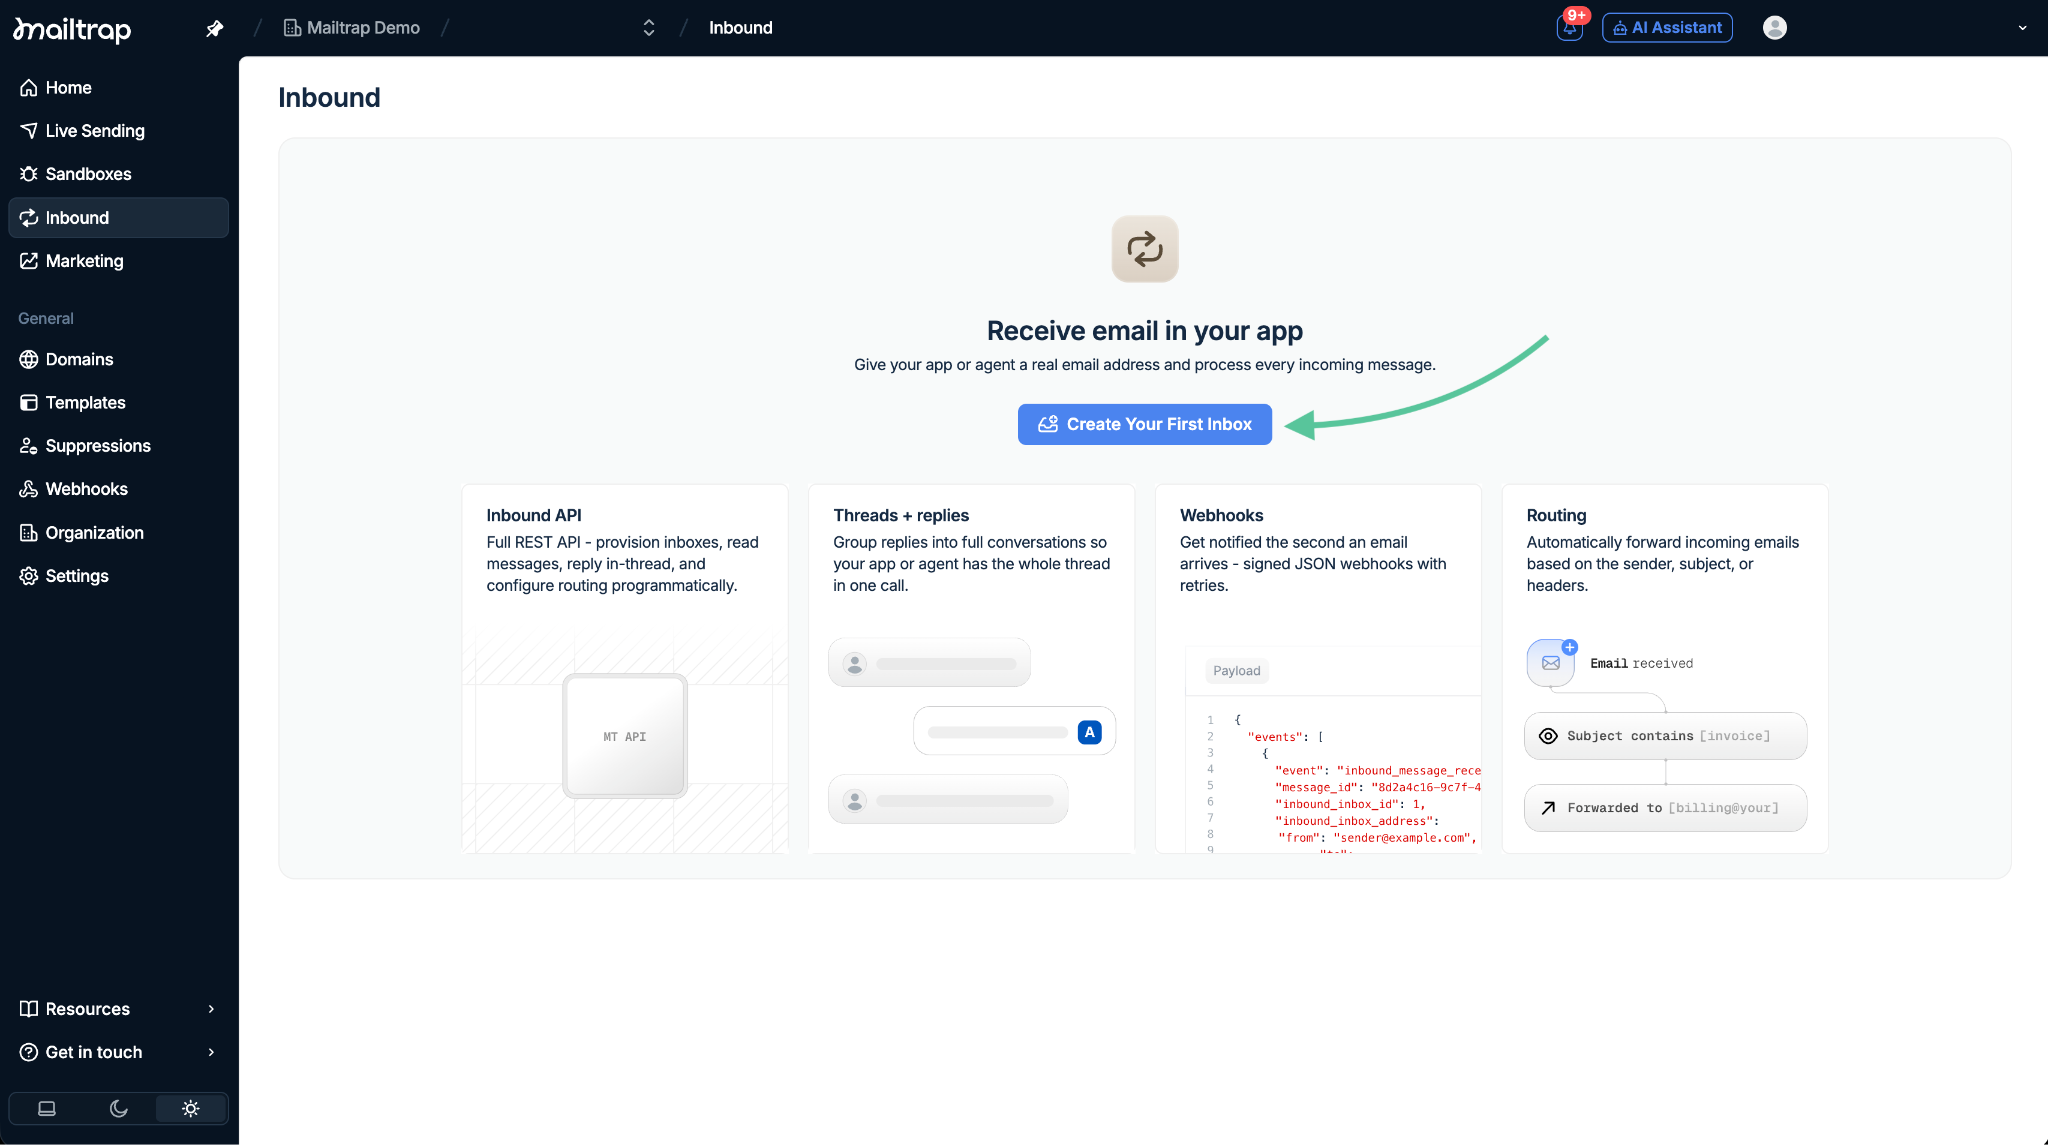 mailtrap
Mailtrap Demo
Inbound
9+
AI Assistant
Home
Live Sending
Sandboxes
Inbound
Marketing
General
Domains
Templates
Suppressions
Webhooks
Organization
Settings
Resources
Get in touch
Inbound
Receive email in your app
Give your app or agent a real email address and process every incoming message.
Create Your First Inbox
Inbound API
Full REST API - provision inboxes, read
messages, reply in-thread, and
configure routing programmatically.
MT API
Threads + replies
Group replies into full conversations so
your app or agent has the whole thread
in one call.
A
Webhooks
Get notified the second an email
arrives - signed JSON webhooks with
retries.
Payload
1 {
2 "events": [
3 {
4 "event": "inbound_message_rece
5 "message_id": "8d2a4c16-9c7f-4
6 "inbound_inbox_id": 1,
7 "inbound_inbox_address":
8 "from": "sender@example.com",
9
Routing
Automatically forward incoming emails
based on the sender, subject, or
headers.
Email received
Subject contains [invoice]
Forwarded to [billing@your]